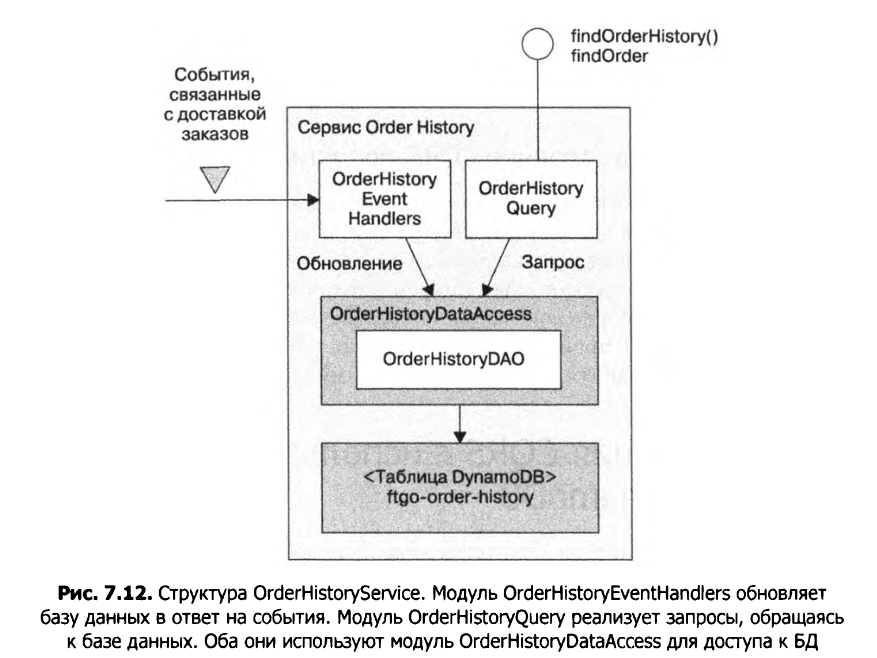 findOrderHistory()
findOrder
События,
связанные
с доставкой
заказов
Сервис Order History
OrderHistory
Event
Handlers
OrderHistory
Query
Обновление
Запрос
OrderHistoryDataAccess
OrderHistoryDAO
<Таблица DynamoDB>
ftgo-order-history
Рис. 7.12. Структура OrderHistoryService. Модуль OrderHistoryEventHandlers обновляет
базу данных в ответ на события. Модуль OrderHistoryQuery реализует запросы, обращаясь
к базе данных. Оба они используют модуль OrderHistoryDataAccess для доступа к БД